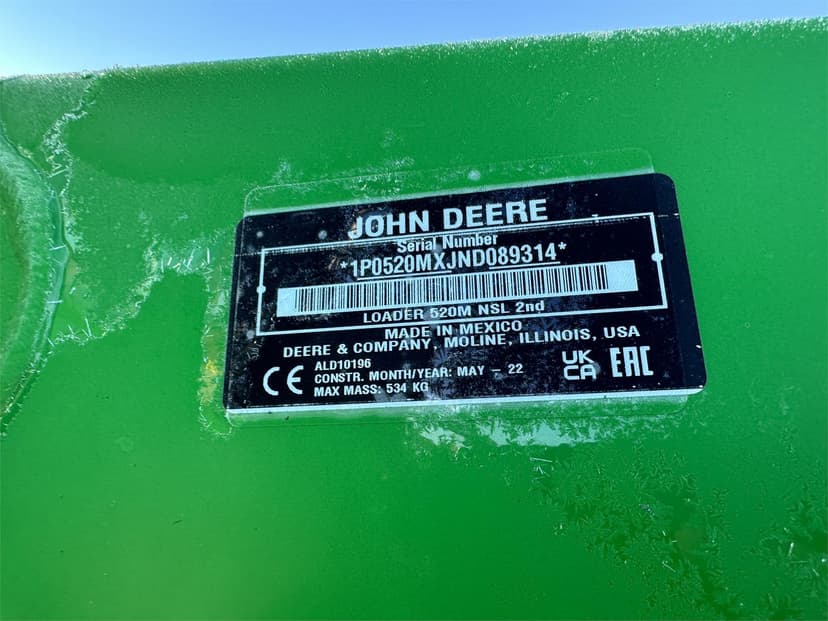 JOHN DEERE
Serial Number
*1P0520MXJND089314*
LOADER 520M NSL 2nd
MADE IN MEXICO
DEERE & COMPANY, MOLINE, ILLINOIS, USA
ALD10196
CONSTR. MONTH/YEAR: MAY – 22
MAX MASS: 534 KG
CE
UK
CA
EAC